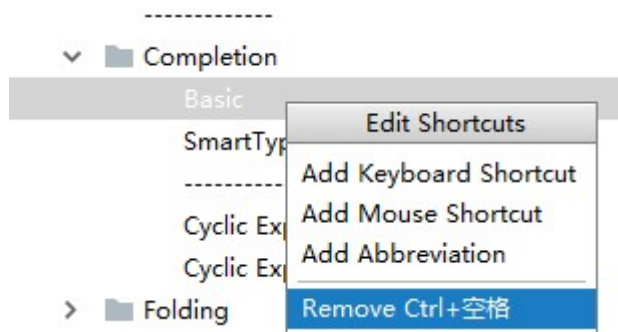 -------------
Completion
Basic
Edit Shortcuts
SmartTyp
Add Keyboard Shortcut
----------
Add Mouse Shortcut
Cyclic Exp
Add Abbreviation
Cyclic Exp
Folding
Remove Ctrl+空格